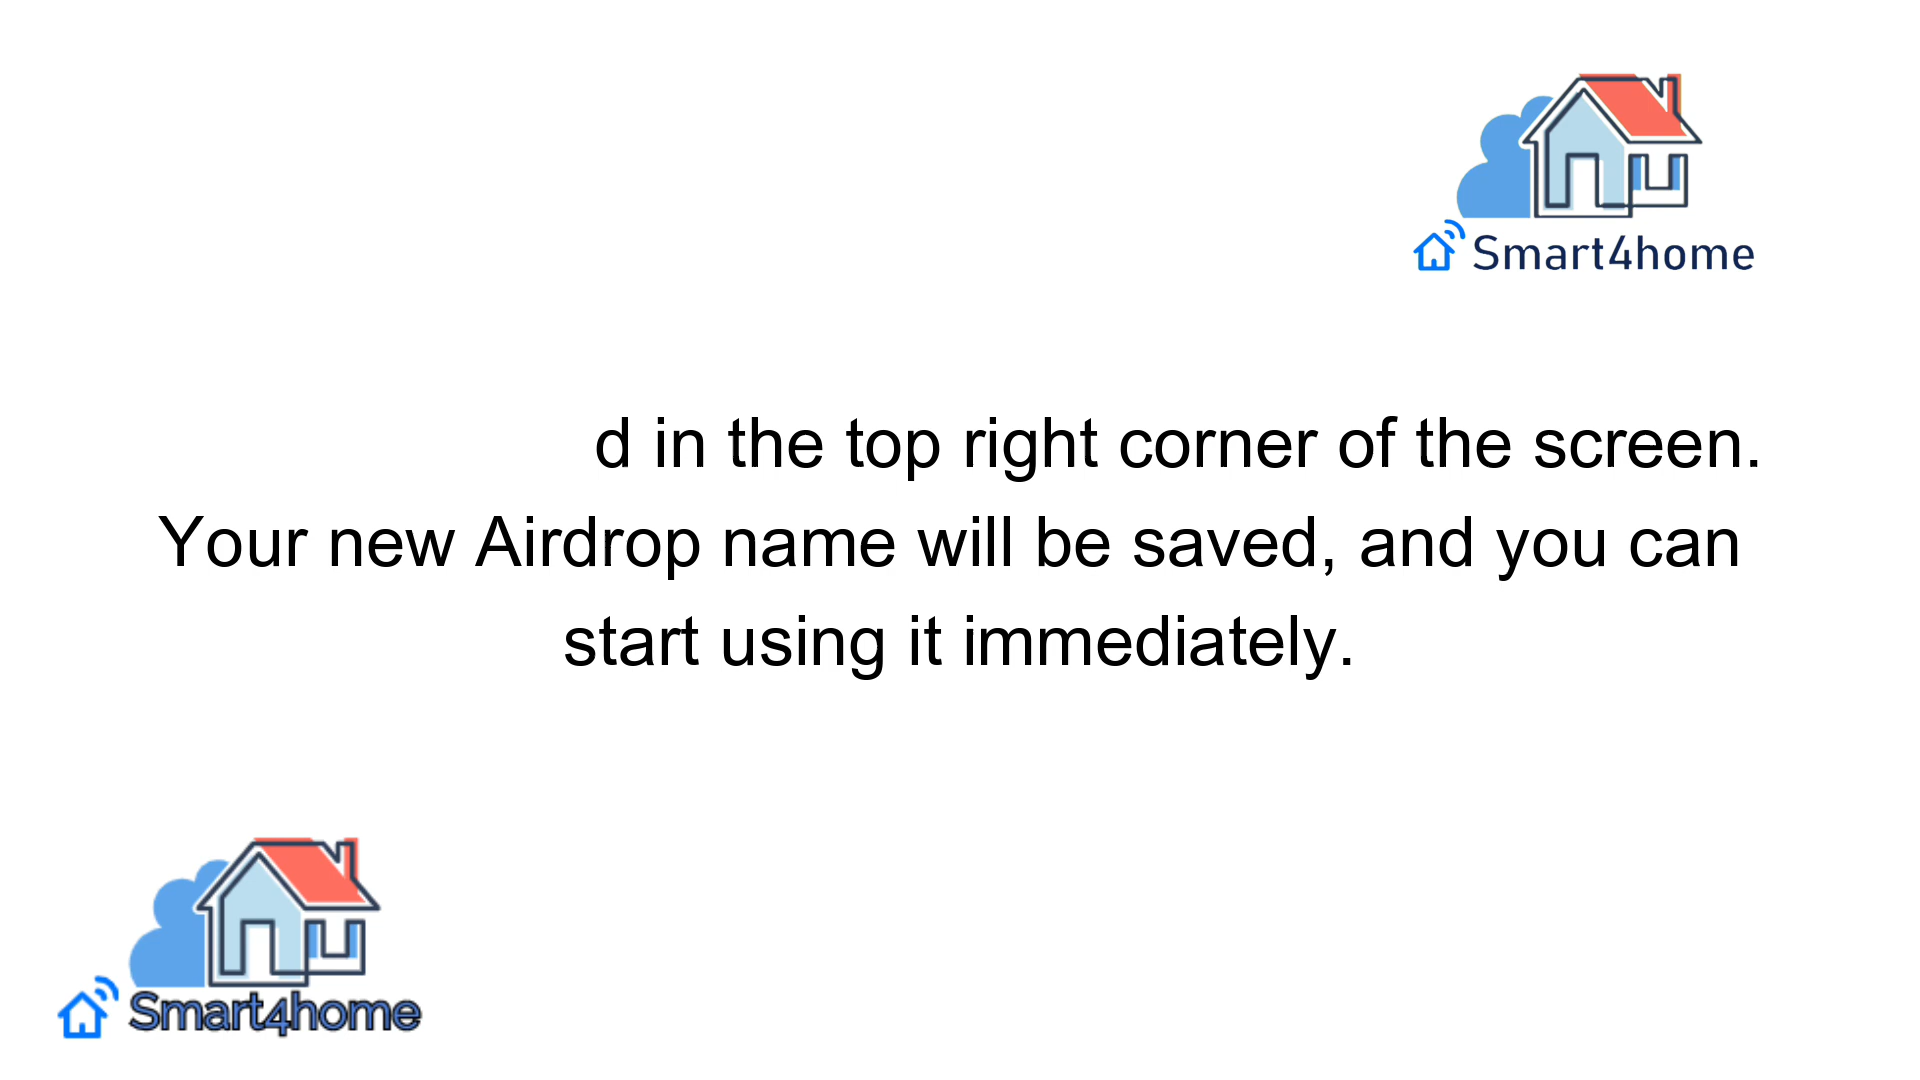 Smart4home
d in the top right corner of the screen.
Your new Airdrop name will be saved, and you can
start using it immediately.
Smart4home